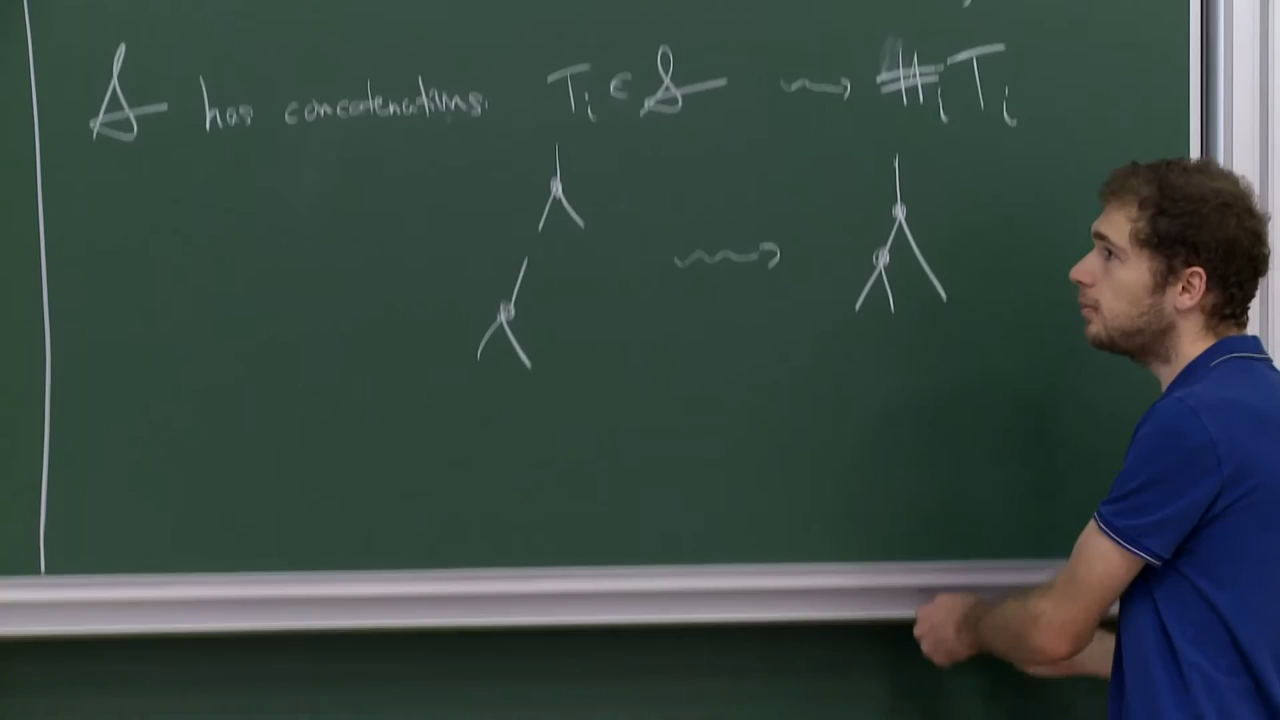 𝒮 has concatenations. Tᵢ ∈ 𝒮 ⇝ ⧺ᵢ Tᵢ
⇝